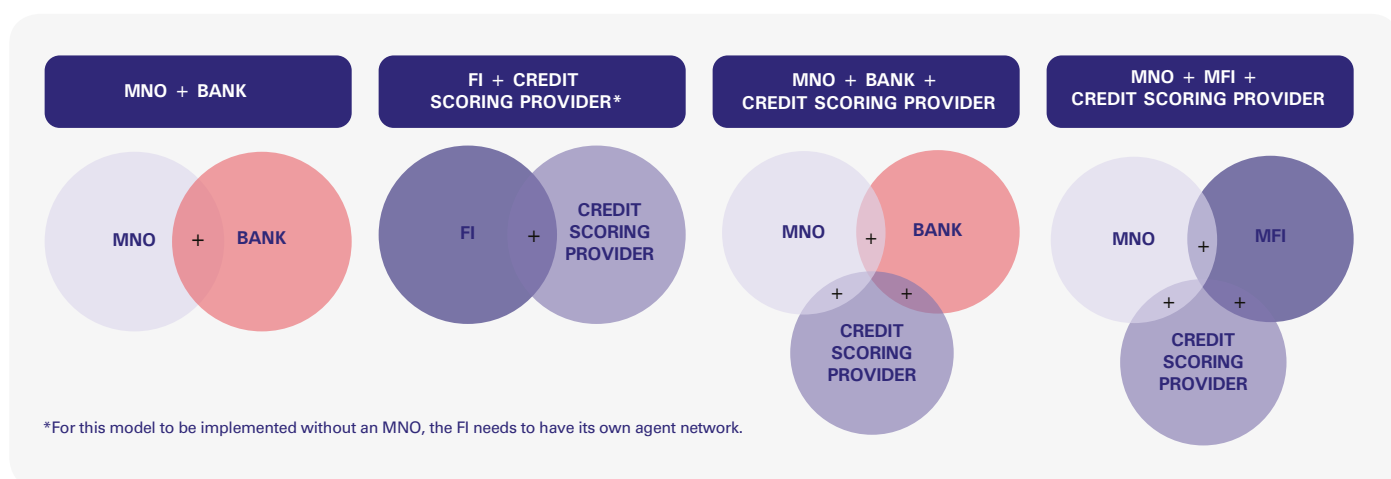 MNO + BANK
FI + CREDIT
SCORING PROVIDER*
MNO + BANK +
CREDIT SCORING PROVIDER
MNO + MFI +
CREDIT SCORING PROVIDER
MNO
+
BANK
FI
+
CREDIT
SCORING
PROVIDER
MNO
+
BANK
+
+
CREDIT
SCORING
PROVIDER
MNO
+
MFI
+
+
CREDIT
SCORING
PROVIDER
*For this model to be implemented without an MNO, the FI needs to have its own agent network.